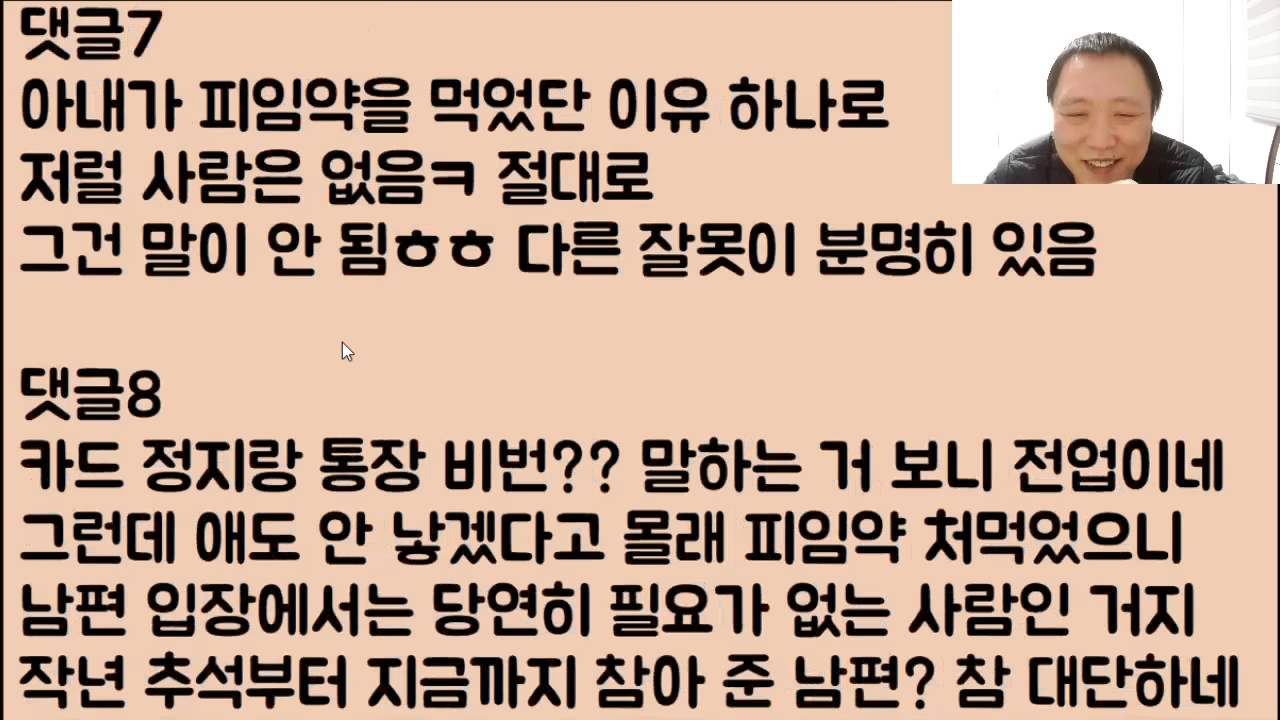 댓글7
아내가 피임약을 먹었단 이유 하나로
저럴 사람은 없음ㅋ 절대로
그건 말이 안 됨ㅎㅎ 다른 잘못이 분명히 있음
댓글8
카드 정지랑 통장 비번?? 말하는 거 보니 전업이네
그런데 애도 안 낳겠다고 몰래 피임약 처먹었으니
남편 입장에서는 당연히 필요가 없는 사람인 거지
작년 추석부터 지금까지 참아 준 남편? 참 대단하네